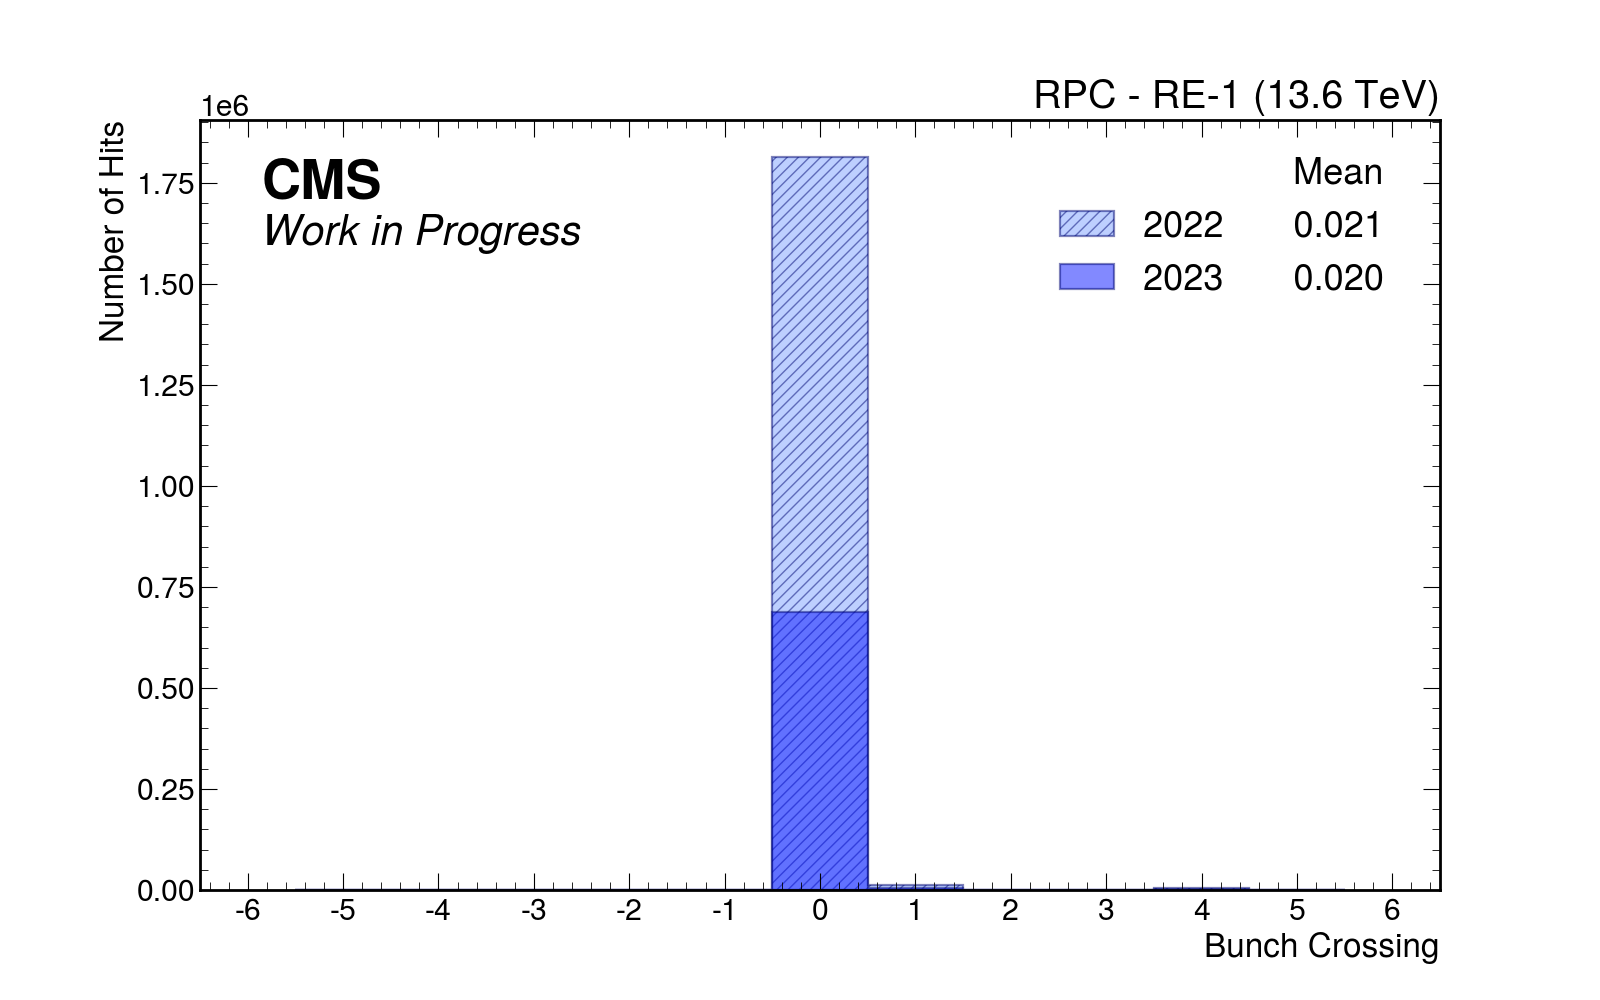 RPC - RE-1 (13.6 TeV)
1e6
CMS
Work in Progress
Mean
2022 0.021
2023 0.020
Number of Hits
1.75
1.50
1.25
1.00
0.75
0.50
0.25
0.00
-6 -5 -4 -3 -2 -1 0 1 2 3 4 5 6
Bunch Crossing